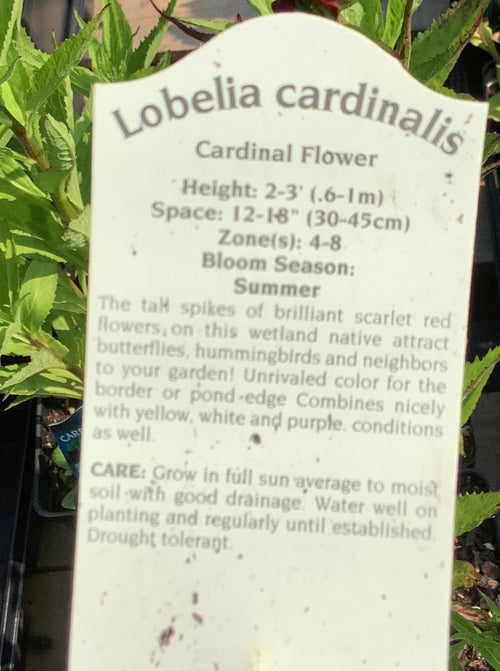 Lobelia cardinalis
Cardinal Flower
Height: 2-3' (.6-1m)
Space: 12-18" (30-45cm)
Zone(s): 4-8
Bloom Season:
Summer
The tall spikes of brilliant scarlet red
flowers, on this wetland native attract
butterflies, hummingbirds and neighbors
to your garden! Unrivaled color for the
border or pond edge Combines nicely
with yellow, white and purple. conditions
as well.
CARE: Grow in full sun average to moist
soil with good drainage. Water well on
planting and regularly until established.
Drought tolerant.
CARD